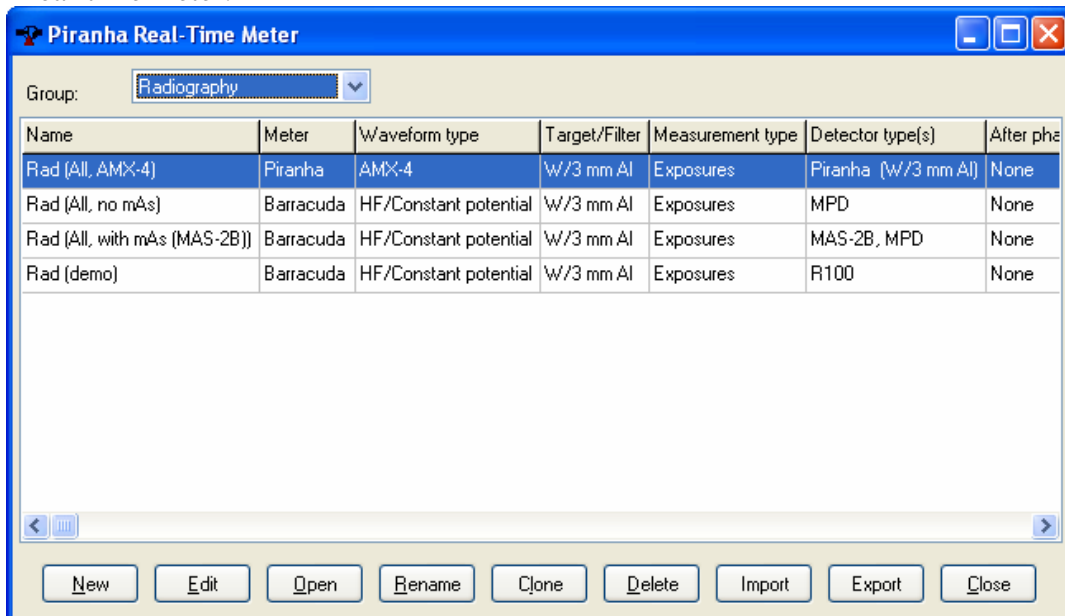 Piranha Real-Time Meter
Group: Radiography
Name Meter Waveform type Target/Filter Measurement type Detector type(s) After pha
Rad (All, AMX-4) Piranha AMX-4 W/3 mm Al Exposures Piranha (W/3 mm Al) None
Rad (All, no mAs) Barracuda HF/Constant potential W/3 mm Al Exposures MPD None
Rad (All, with mAs (MAS-2B)) Barracuda HF/Constant potential W/3 mm Al Exposures MAS-2B, MPD None
Rad (demo) Barracuda HF/Constant potential W/3 mm Al Exposures R100 None
New Edit Open Rename Clone Delete Import Export Close